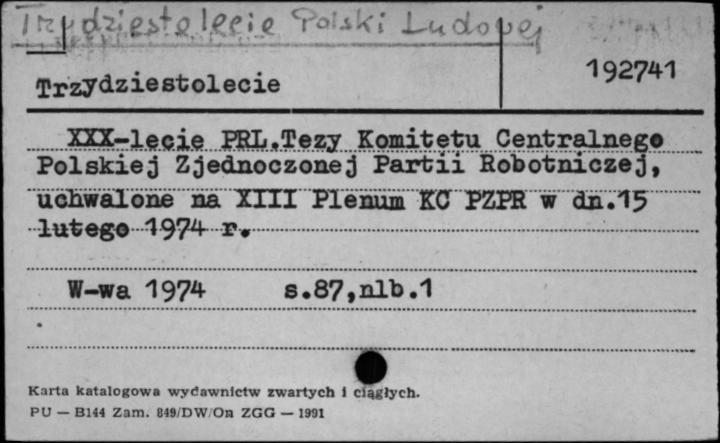 Trzydziestolecie Polski Ludowej
Trzydziestolecie
192741
XXX-lecie PRL.Tezy Komitetu Centralnego
Polskiej Zjednoczonej Partii Robotniczej,
uchwalone na XIII Plenum KC PZPR w dn.15
lutego 1974 r.
W-wa 1974 s.87,nlb.1
Karta katalogowa wydawnictw zwartych i ciągłych.
PU — B144 Zam. 849/DW/On ZGG — 1991